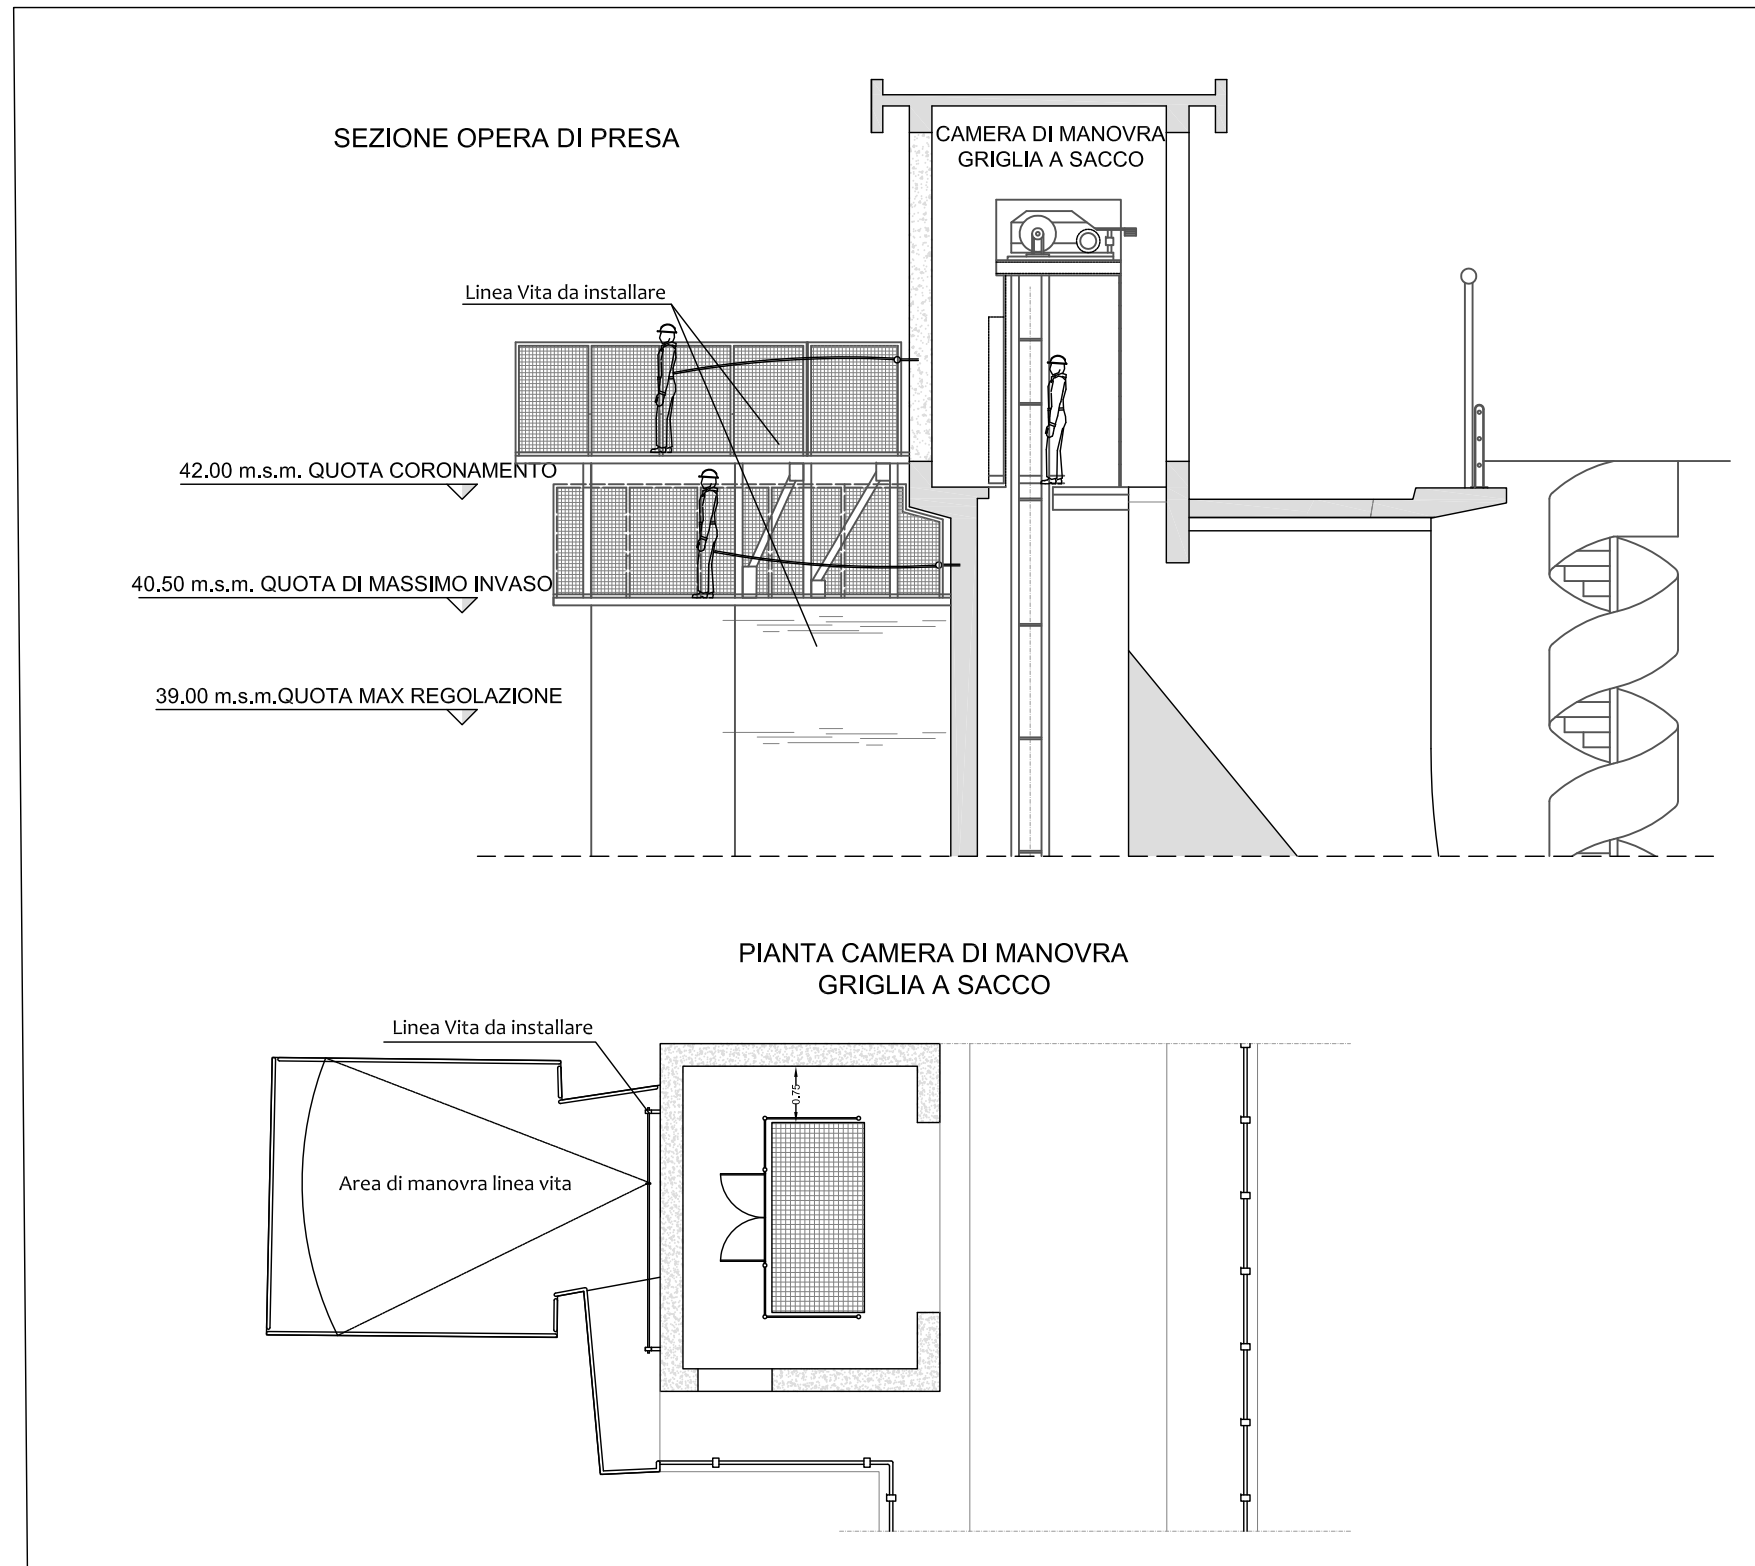 SEZIONE OPERA DI PRESA
CAMERA DI MANOVRA
GRIGLIA A SACCO
Linea Vita da installare
42.00 m.s.m. QUOTA CORONAMENTO
40.50 m.s.m. QUOTA DI MASSIMO INVASO
39.00 m.s.m.QUOTA MAX REGOLAZIONE
PIANTA CAMERA DI MANOVRA
GRIGLIA A SACCO
Linea Vita da installare
0.75
Area di manovra linea vita